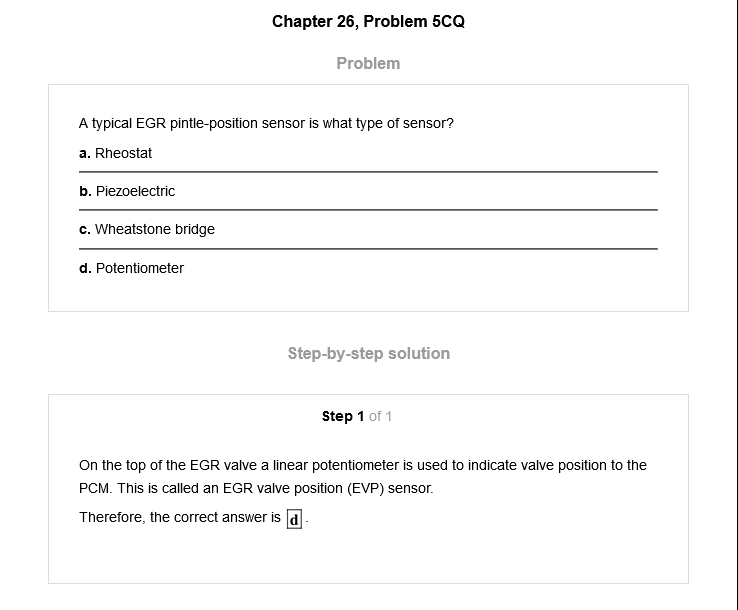 Chapter 26, Problem 5CQ
Problem
A typical EGR pintle-position sensor is what type of sensor?
a. Rheostat
b. Piezoelectric
c. Wheatstone bridge
d. Potentiometer
Step-by-step solution
Step 1 of 1
On the top of the EGR valve a linear potentiometer is used to indicate valve position to the
PCM. This is called an EGR valve position (EVP) sensor.
Therefore, the correct answer is d.